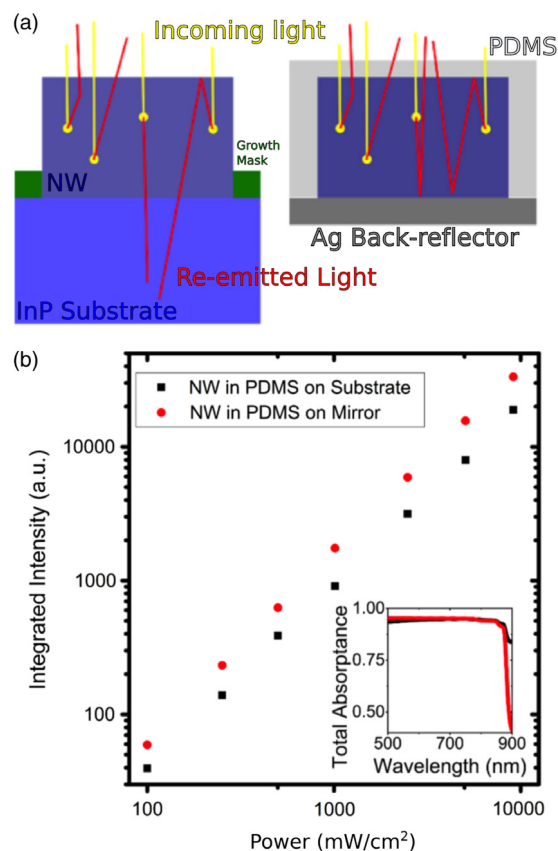 (a)
Incoming light
PDMS
Growth
Mask
NW
Ag Back-reflector
Re-emitted Light
InP Substrate
(b)
NW in PDMS on Substrate
NW in PDMS on Mirror
Integrated Intensity (a.u.)
10000
1000
100
Total Absorptance
1.00
0.75
0.50
500
700
900
Wavelength (nm)
100
1000
10000
Power (mW/cm²)